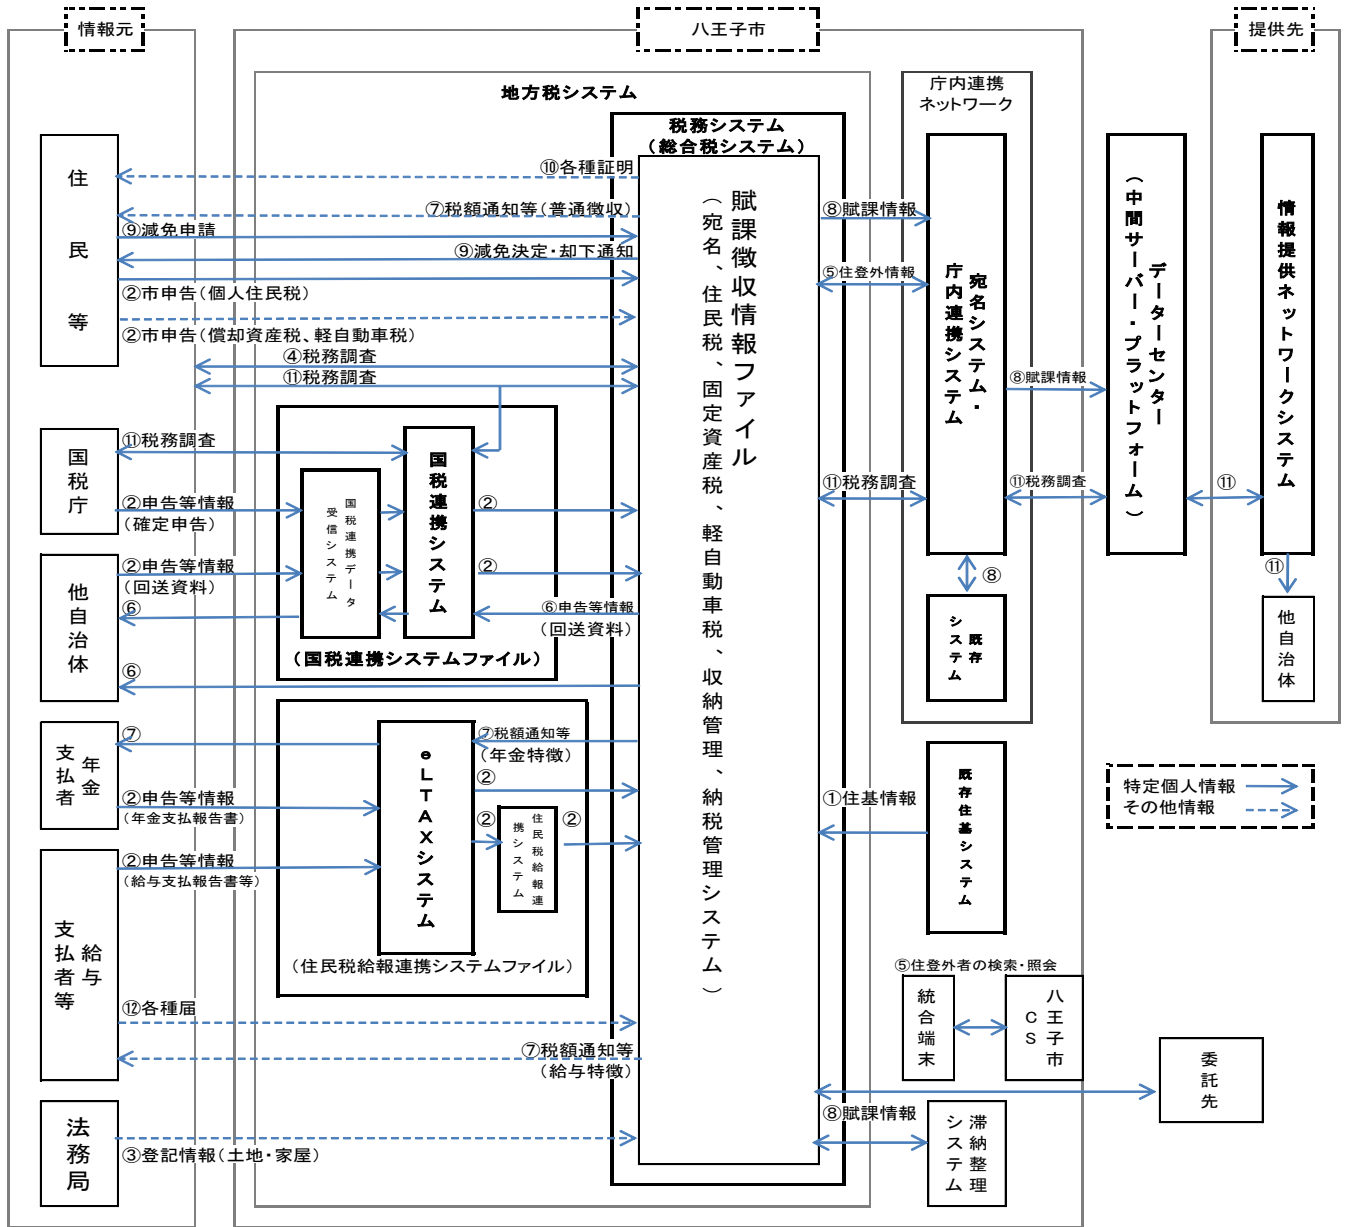 情報元
八王子市
提供先
地方税システム
庁内連携
ネットワーク
税務システム
（総合税システム）
住民等
⑩各種証明
⑦税額通知等（普通徴収）
⑨減免申請
⑨減免決定・却下通知
②市申告（個人住民税）
②市申告（償却資産税、軽自動車税）
④税務調査
⑪税務調査
賦課徴収情報ファイル
（宛名、住民税、固定資産税、軽自動車税、収納管理、納税管理システム）
⑧賦課情報
⑤住登外情報
宛名システム・
庁内連携システム
⑧賦課情報
データーセンター
（中間サーバー・プラットフォーム）
情報提供ネットワークシステム
国税庁
⑪税務調査
②申告等情報
（確定申告）
国税連携データ
受信システム
国税連携システム
②
⑪税務調査
⑪税務調査
⑪
他自治体
②申告等情報
（回送資料）
⑥
②
⑥申告等情報
（回送資料）
（国税連携システムファイル）
⑥
⑧
既存
システム
⑪
他自治体
年金
支払者
⑦
②申告等情報
（年金支払報告書）
eLTAXシステム
⑦税額通知等
（年金特徴）
②
②
住民税給報連
携システム
②
①住基情報
既存住基システム
特定個人情報
その他情報
給与
支払者等
②申告等情報
（給与支払報告書等）
（住民税給報連携システムファイル）
⑫各種届
⑦税額通知等
（給与特徴）
⑤住登外者の検索・照会
統合端末
八王子市
CS
委託先
法務局
③登記情報（土地・家屋）
⑧賦課情報
滞納整理
システム